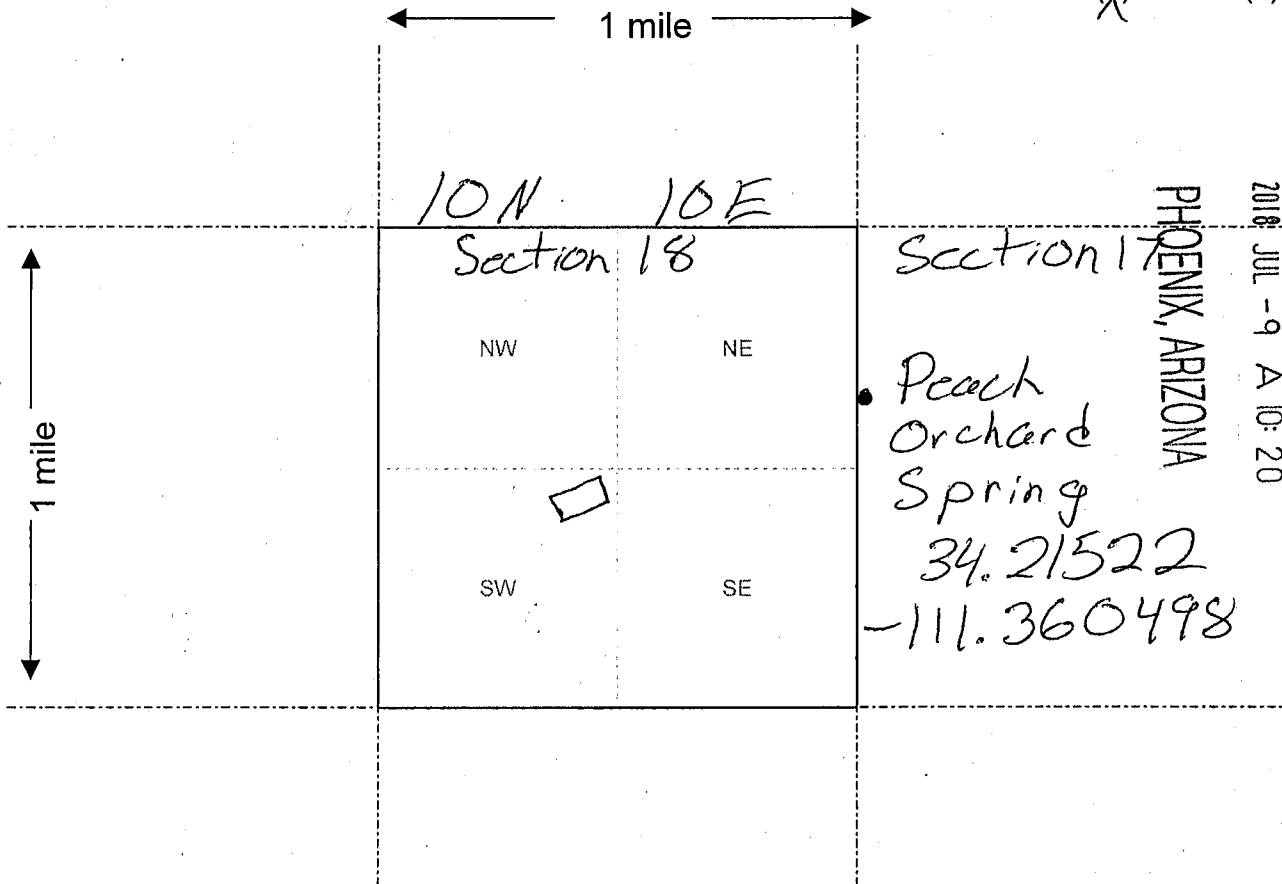 1 mile
10N 10E
Section 18
Section 17
NW
NE
1 mile
Peach
Orchard
Spring
34.21522
-111.360498
SW
SE
2018 JUL -9 A 10:20
PHOENIX, ARIZONA